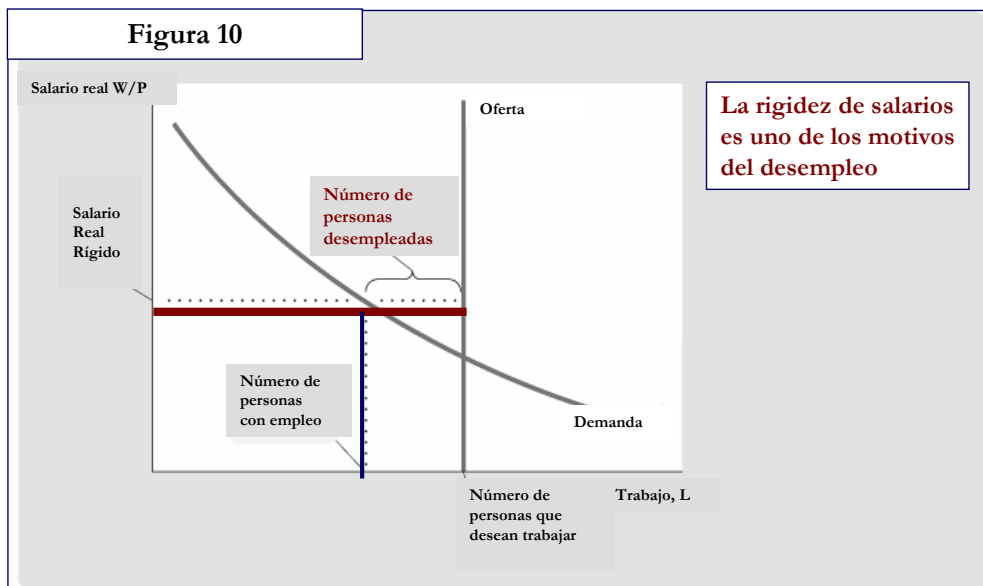 Figura 10
Salario real W/P
Oferta
La rigidez de salarios
es uno de los motivos
del desempleo
Número de
personas
desempleadas
Salario
Real
Rígido
Número de
personas
con empleo
Demanda
Número de
personas que
desean trabajar
Trabajo, L